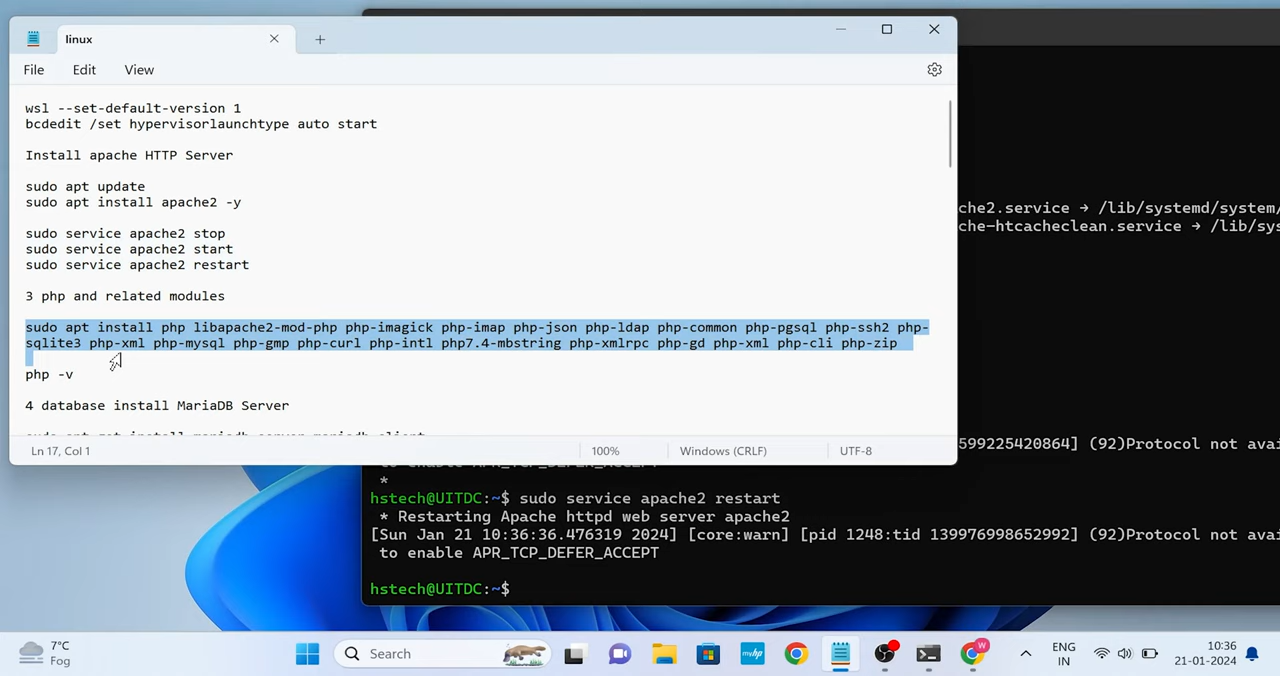 linux
File Edit View
wsl --set-default-version 1
bcdedit /set hypervisorlaunchtype auto start
Install apache HTTP Server
sudo apt update
sudo apt install apache2 -y
sudo service apache2 stop
sudo service apache2 start
sudo service apache2 restart
3 php and related modules
sudo apt install php libapache2-mod-php php-imagick php-imap php-json php-ldap php-common php-pgsql php-ssh2 php-
sqlite3 php-xml php-mysql php-gmp php-curl php-intl php7.4-mbstring php-xmlrpc php-gd php-xml php-cli php-zip
php -v
4 database install MariaDB Server
Ln 17, Col 1 100% Windows (CRLF) UTF-8
che2.service → /lib/systemd/system/
che-htcacheclean.service → /lib/sys
599225420864] (92)Protocol not avai
to enable APR_TCP_DEFER_ACCEPT
*
hstech@UITDC:~$ sudo service apache2 restart
* Restarting Apache httpd web server apache2
[Sun Jan 21 10:36:36.476319 2024] [core:warn] [pid 1248:tid 139976998652992] (92)Protocol not avai
to enable APR_TCP_DEFER_ACCEPT
hstech@UITDC:~$
7°C
Fog
Search
myhp
W
ENG
IN
10:36
21-01-2024